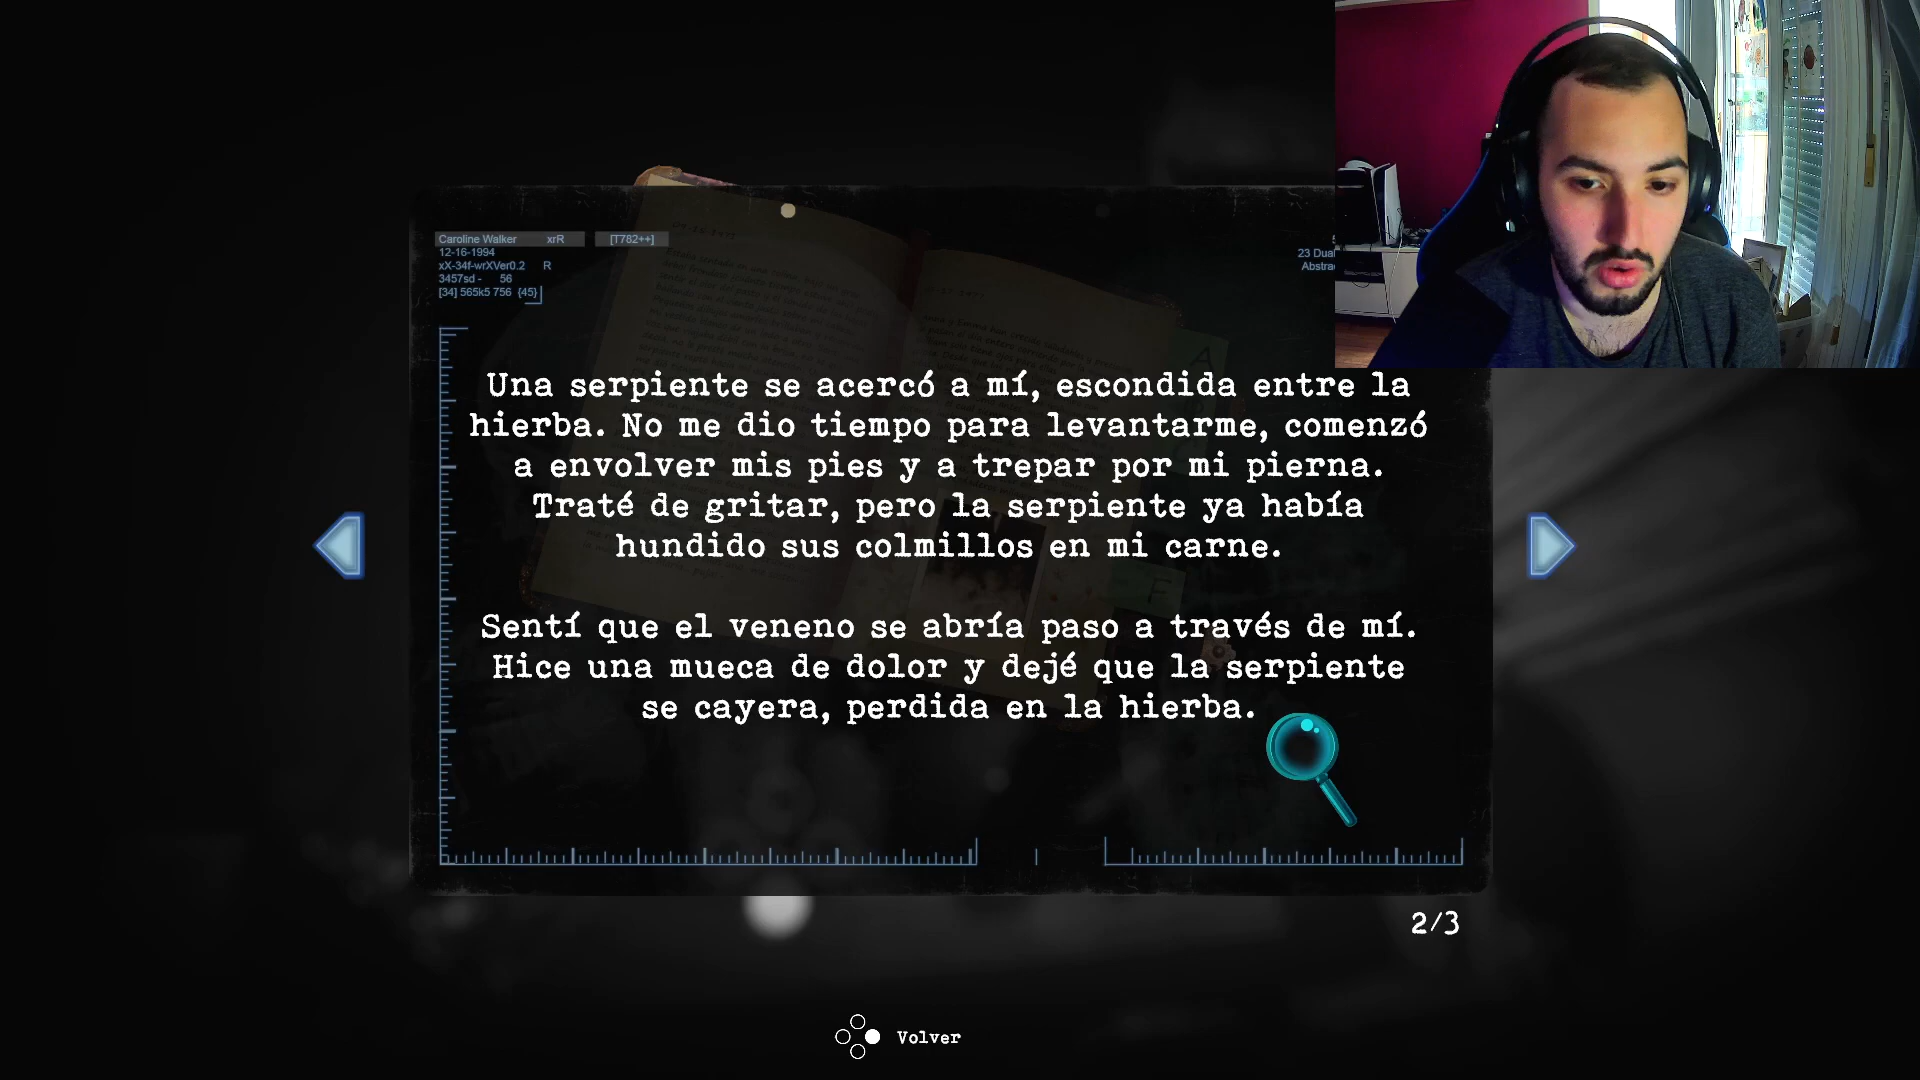 Caroline Walker xrR [T782++]
12-16-1994
xX-34f-wrXVer0.2 R
3457sd - 56
[34] 565k5 756 {45}
23 Dual
Una serpiente se acercó a mí, escondida entre la
hierba. No me dio tiempo para levantarme, comenzó
a envolver mis pies y a trepar por mi pierna.
Traté de gritar, pero la serpiente ya había
hundido sus colmillos en mi carne.
Sentí que el veneno se abría paso a través de mí.
Hice una mueca de dolor y dejé que la serpiente
se cayera, perdida en la hierba.
2/3
Volver